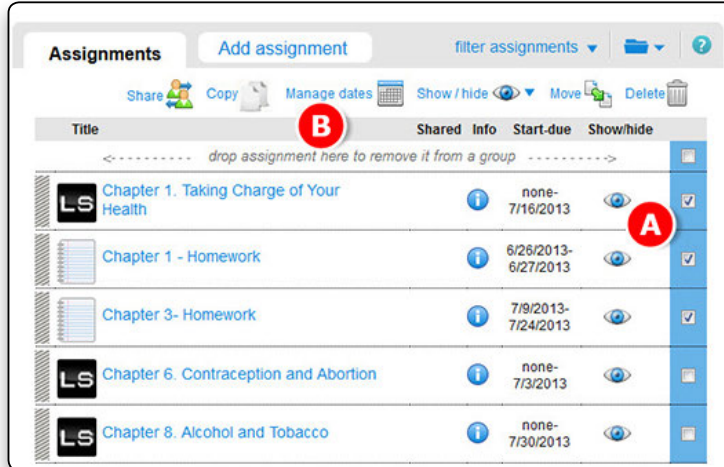 Assignments Add assignment filter assignments ?
Share Copy Manage dates Show / hide Move Delete
B
Title Shared Info Start-due Show/hide
<- - - - - - - - - - drop assignment here to remove it from a group - - - - - - - - - ->
LS Chapter 1. Taking Charge of Your
Health
i none-
7/16/2013
A
Chapter 1 - Homework i 6/26/2013-
6/27/2013
Chapter 3- Homework i 7/9/2013-
7/24/2013
LS Chapter 6. Contraception and Abortion i none-
7/3/2013
LS Chapter 8. Alcohol and Tobacco i none-
7/30/2013